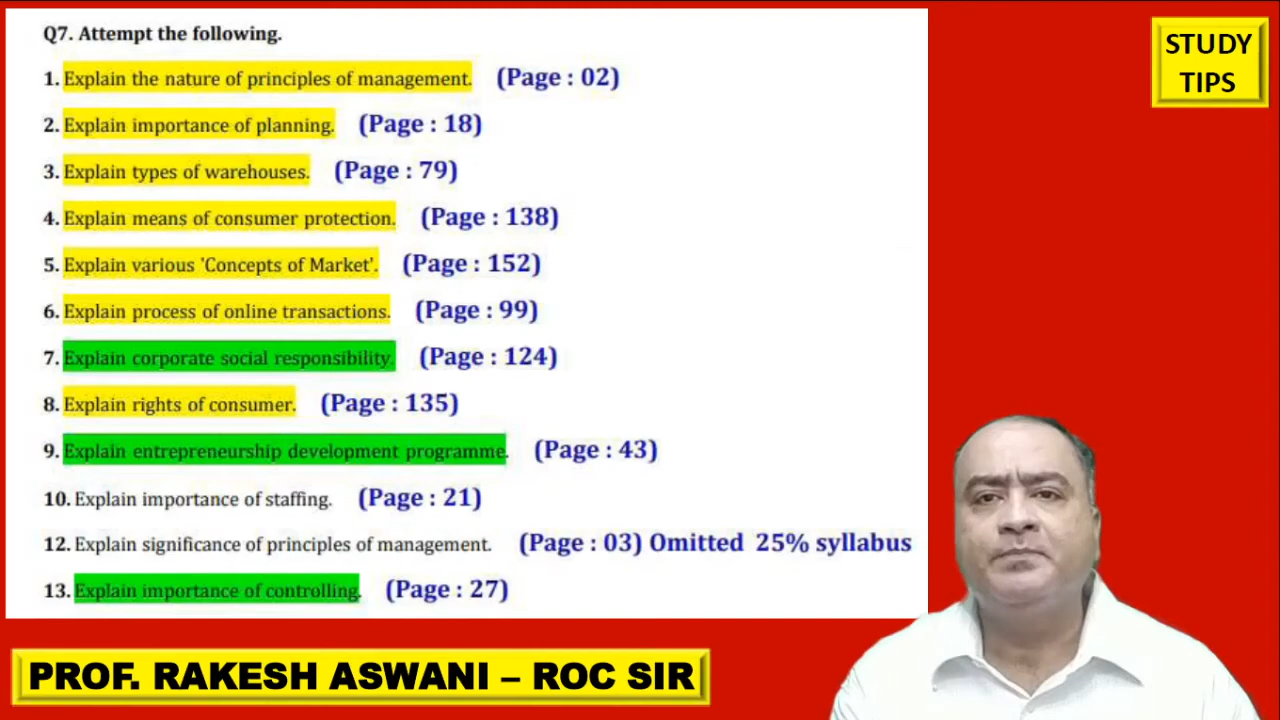 Q7. Attempt the following.
1. Explain the nature of principles of management. (Page : 02)
2. Explain importance of planning. (Page : 18)
3. Explain types of warehouses. (Page : 79)
4. Explain means of consumer protection. (Page : 138)
5. Explain various 'Concepts of Market'. (Page : 152)
6. Explain process of online transactions. (Page : 99)
7. Explain corporate social responsibility. (Page : 124)
8. Explain rights of consumer. (Page : 135)
9. Explain entrepreneurship development programme. (Page : 43)
10. Explain importance of staffing. (Page : 21)
12. Explain significance of principles of management. (Page : 03) Omitted 25% syllabus
13. Explain importance of controlling. (Page : 27)
STUDY
TIPS
PROF. RAKESH ASWANI – ROC SIR